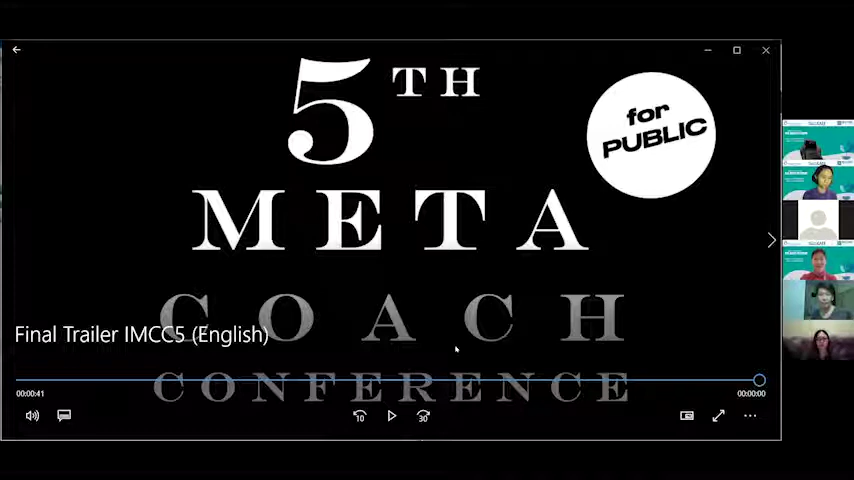 5TH
for
PUBLIC
META
COACH
Final Trailer IMCC5 (English)
CONFERENCE
00:00:41
00:00:00
10
30